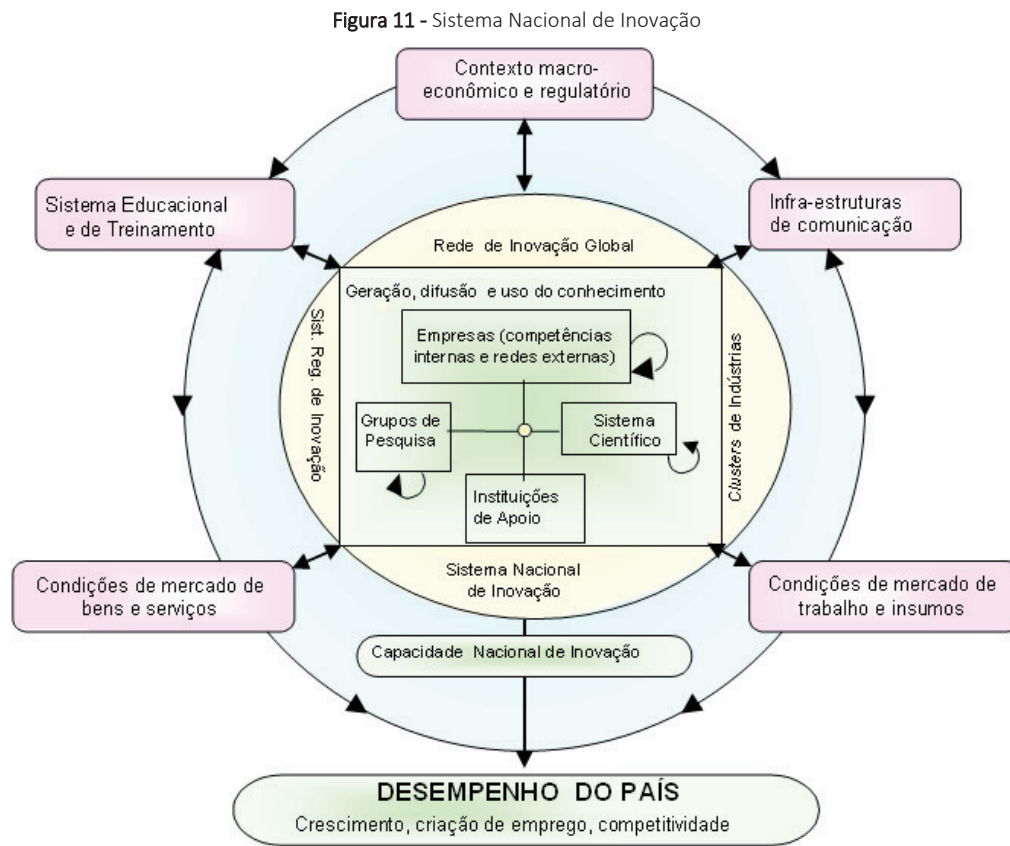 Figura 11 - Sistema Nacional de Inovação
Contexto macro-
econômico e regulatório
Sistema Educacional
e de Treinamento
Infra-estruturas
de comunicação
Rede de Inovação Global
Geração, difusão e uso do conhecimento
Sist. Reg. de Inovação
Empresas (competências
internas e redes externas)
Clusters de Indústrias
Grupos de
Pesquisa
Sistema
Científico
Instituições
de Apoio
Sistema Nacional
de Inovação
Condições de mercado de
bens e serviços
Condições de mercado de
trabalho e insumos
Capacidade Nacional de Inovação
DESEMPENHO DO PAÍS
Crescimento, criação de emprego, competitividade